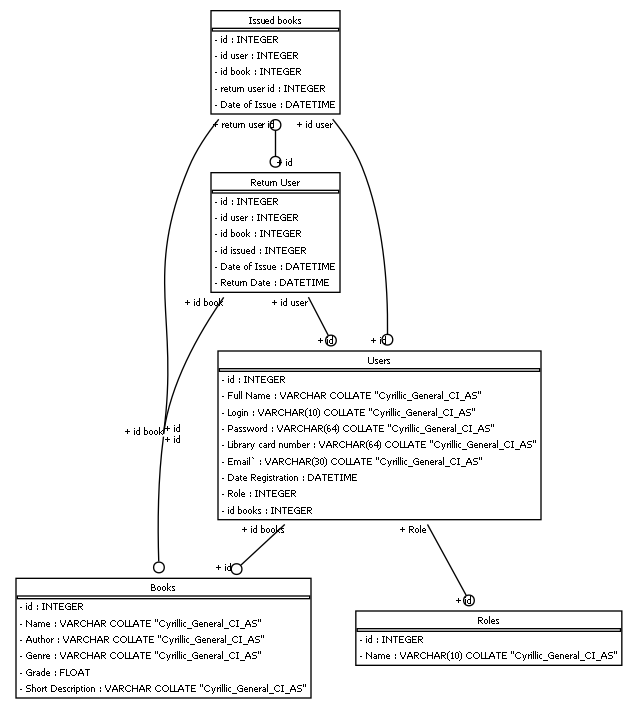 Issued books
- id : INTEGER
- id user : INTEGER
- id book : INTEGER
- return user id : INTEGER
- Date of Issue : DATETIME
+ return user id
+ id user
+ id
Return User
- id : INTEGER
- id user : INTEGER
- id book : INTEGER
- id issued : INTEGER
- Date of Issue : DATETIME
- Return Date : DATETIME
+ id book
+ id user
+ id
+ id
Users
- id : INTEGER
- Full Name : VARCHAR COLLATE "Cyrillic_General_CI_AS"
- Login : VARCHAR(10) COLLATE "Cyrillic_General_CI_AS"
- Password : VARCHAR(64) COLLATE "Cyrillic_General_CI_AS"
- Library card number : VARCHAR(64) COLLATE "Cyrillic_General_CI_AS"
- Email` : VARCHAR(30) COLLATE "Cyrillic_General_CI_AS"
- Date Registration : DATETIME
- Role : INTEGER
- id books : INTEGER
+ id book
+ id
+ id
+ id books
+ Role
+ id
+ id
Books
- id : INTEGER
- Name : VARCHAR COLLATE "Cyrillic_General_CI_AS"
- Author : VARCHAR COLLATE "Cyrillic_General_CI_AS"
- Genre : VARCHAR COLLATE "Cyrillic_General_CI_AS"
- Grade : FLOAT
- Short Description : VARCHAR COLLATE "Cyrillic_General_CI_AS"
Roles
- id : INTEGER
- Name : VARCHAR(10) COLLATE "Cyrillic_General_CI_AS"